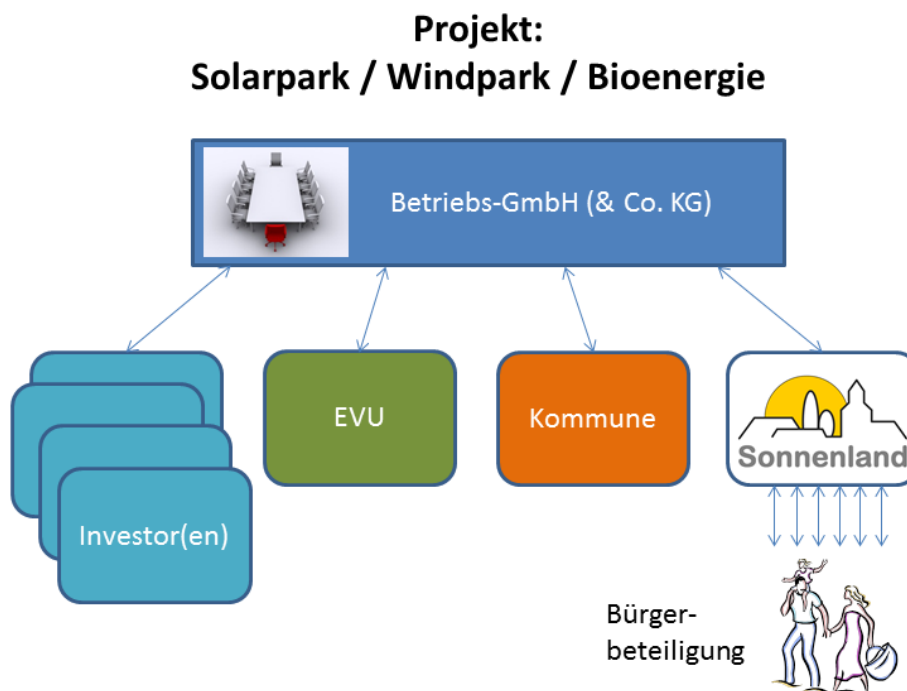 Projekt:
Solarpark / Windpark / Bioenergie
Betriebs-GmbH (& Co. KG)
Investor(en)
EVU
Kommune
Sonnenland
Bürger-
beteiligung